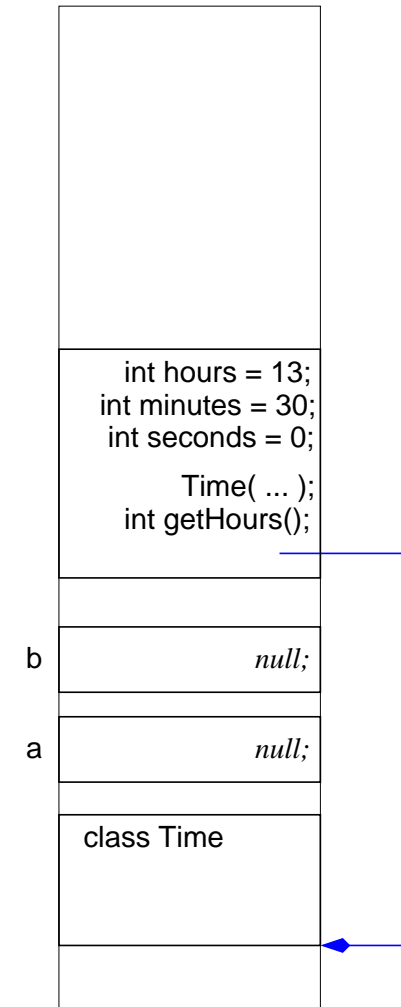 int hours = 13;
int minutes = 30;
int seconds = 0;
Time( ... );
int getHours();
b null;
a null;
class Time